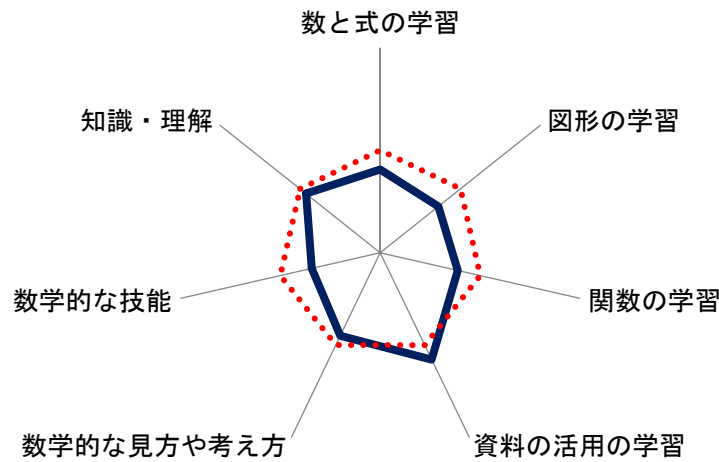 数と式の学習
図形の学習
関数の学習
資料の活用の学習
数学的な見方や考え方
数学的な技能
知識・理解